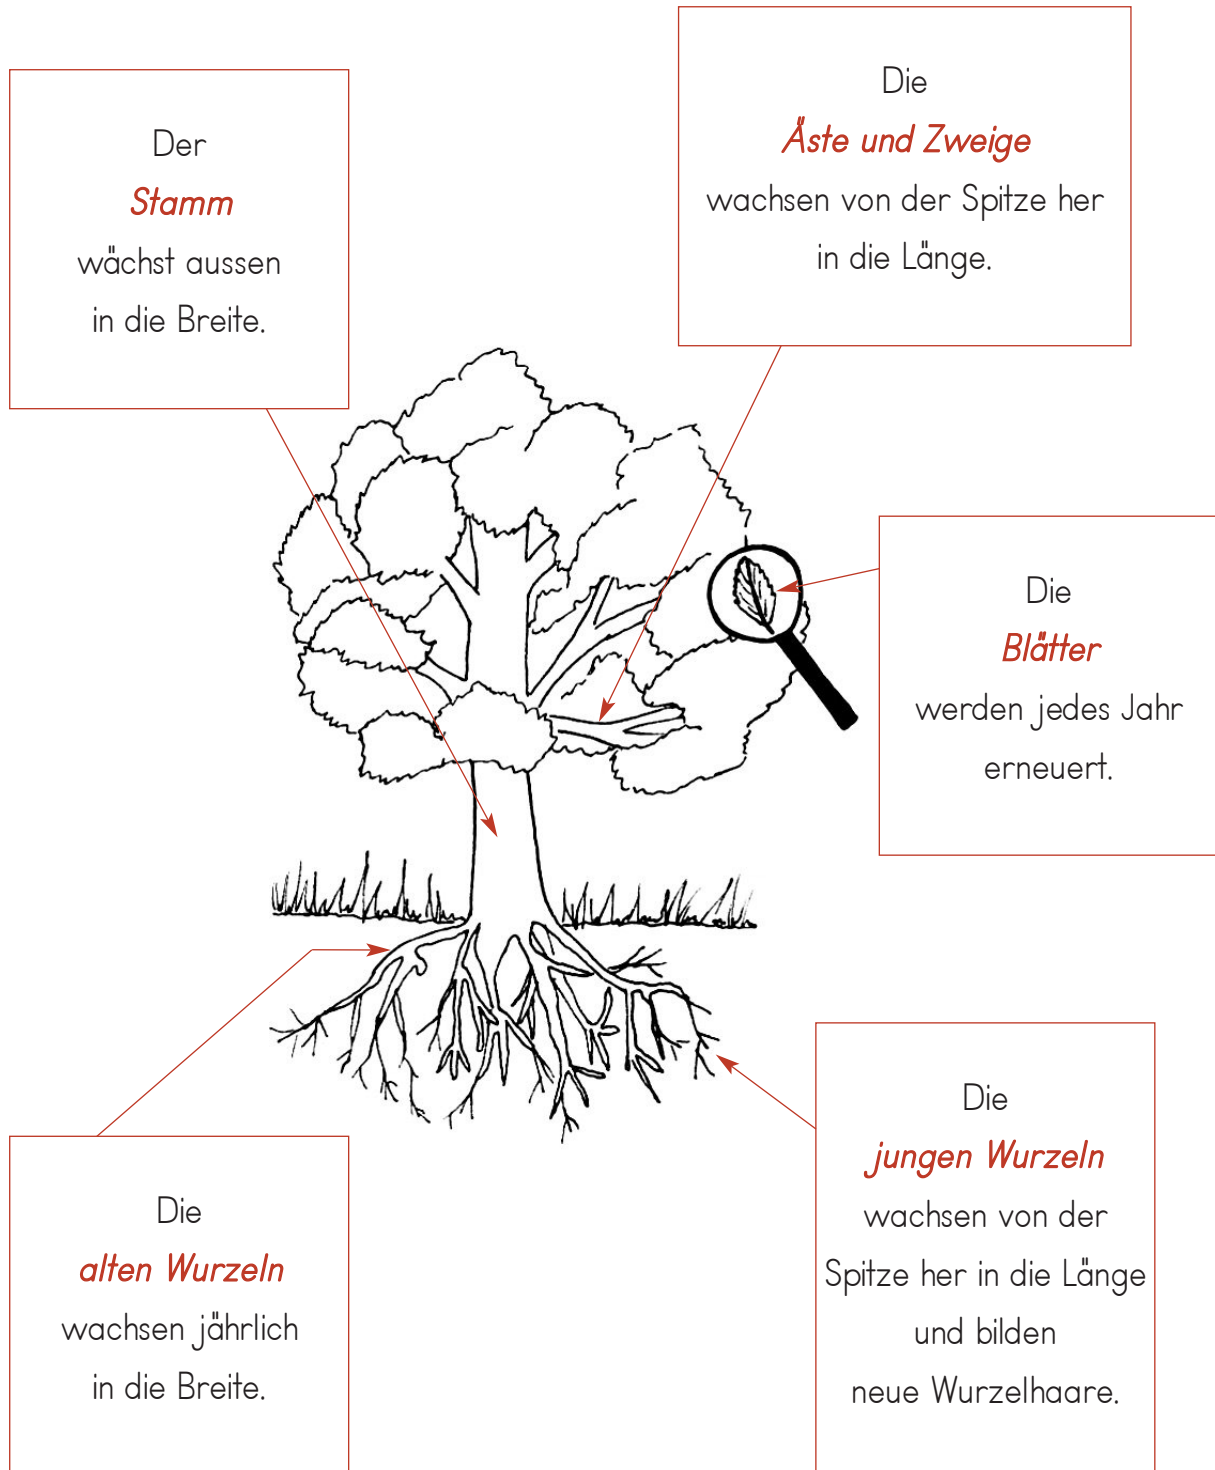 Der
Stamm
wächst aussen
in die Breite.
Die
Äste und Zweige
wachsen von der Spitze her
in die Länge.
Die
Blätter
werden jedes Jahr
erneuert.
Die
alten Wurzeln
wachsen jährlich
in die Breite.
Die
jungen Wurzeln
wachsen von der
Spitze her in die Länge
und bilden
neue Wurzelhaare.